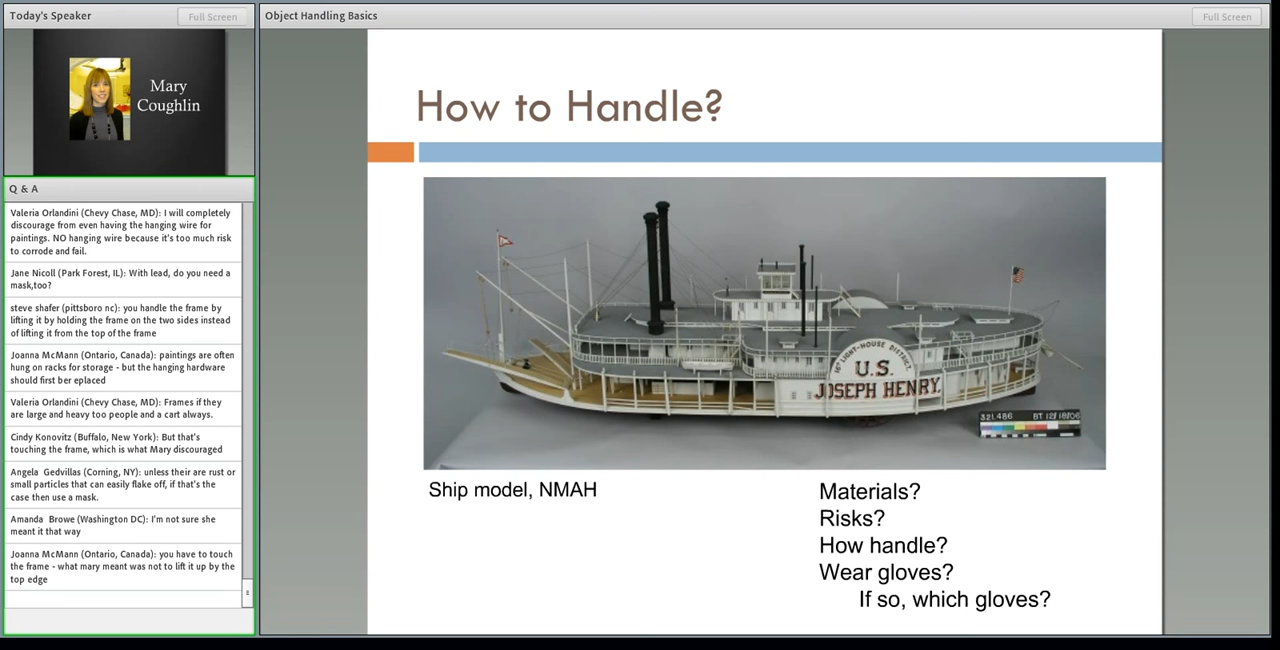 Today's Speaker
Full Screen
Mary
Coughlin
Q & A
Valeria Orlandini (Chevy Chase, MD): I will completely
discourage from even having the hanging wire for
paintings. NO hanging wire because it's too much risk
to corrode and fail.
Jane Nicoll (Park Forest, IL): With lead, do you need a
mask,too?
steve shafer (pittsboro nc): you handle the frame by
lifting it by holding the frame on the two sides instead
of lifting it from the top of the frame
Joanna McMann (Ontario, Canada): paintings are often
hung on racks for storage - but the hanging hardware
should first ber eplaced
Valeria Orlandini (Chevy Chase, MD): Frames if they
are large and heavy too people and a cart always.
Cindy Konovitz (Buffalo, New York): But that's
touching the frame, which is what Mary discouraged
Angela Gedvillas (Corning, NY): unless their are rust or
small particles that can easily flake off, if that's the
case then use a mask.
Amanda Browe (Washington DC): I'm not sure she
meant it that way
Joanna McMann (Ontario, Canada): you have to touch
the frame - what mary meant was not to lift it up by the
top edge
Object Handling Basics
Full Screen
How to Handle?
LIGHT-HOUSE DISTRICT.
U.S.
JOSEPH HENRY.
321.486 BT 12/18/06
Ship model, NMAH
Materials?
Risks?
How handle?
Wear gloves?
If so, which gloves?